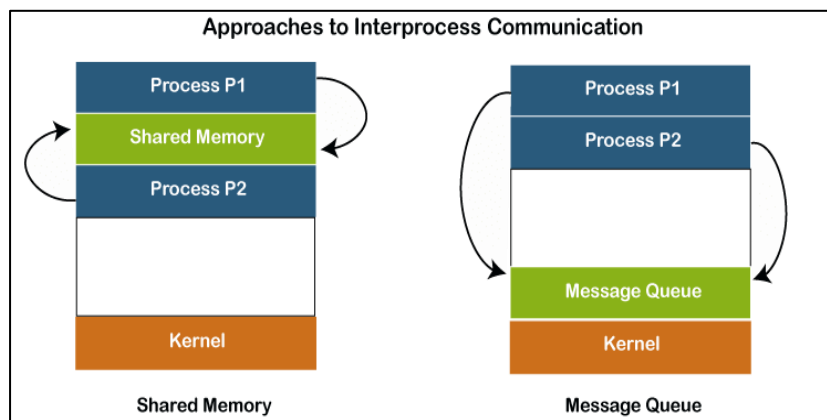 Approaches to Interprocess Communication
Process P1
Shared Memory
Process P2
Kernel
Shared Memory
Process P1
Process P2
Message Queue
Kernel
Message Queue